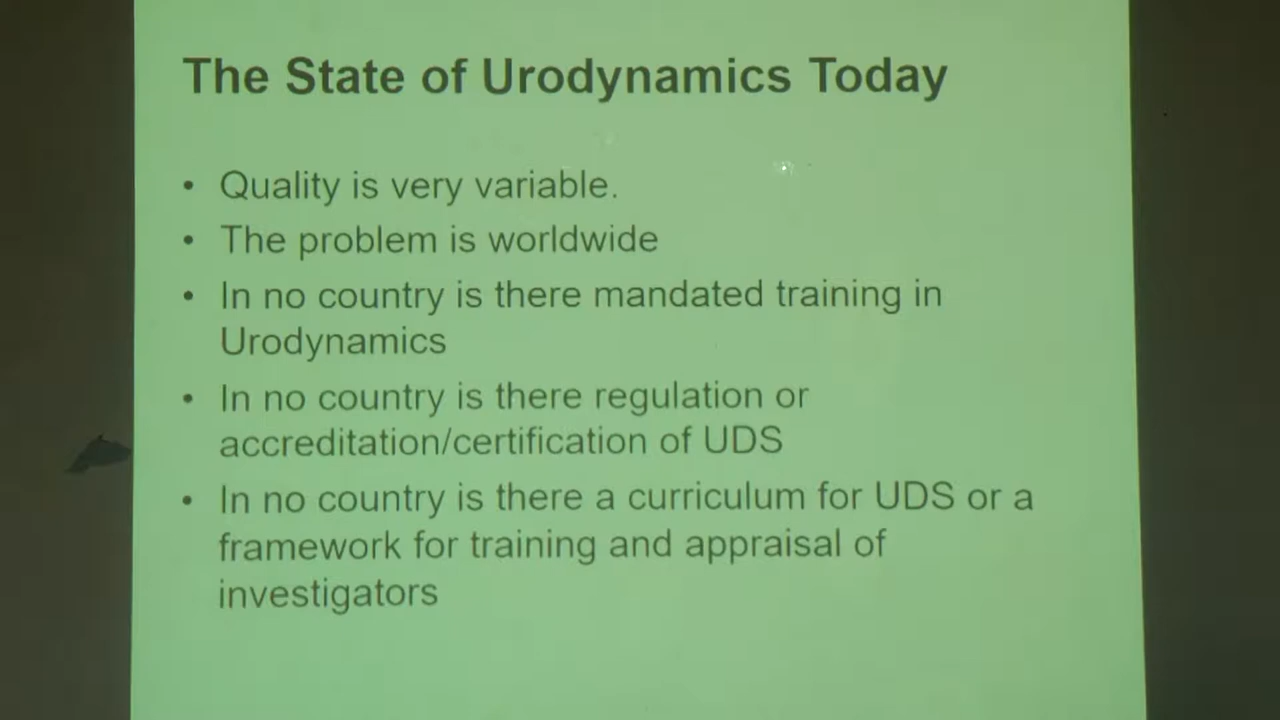 The State of Urodynamics Today
• Quality is very variable.
• The problem is worldwide
• In no country is there mandated training in
Urodynamics
• In no country is there regulation or
accreditation/certification of UDS
• In no country is there a curriculum for UDS or a
framework for training and appraisal of
investigators